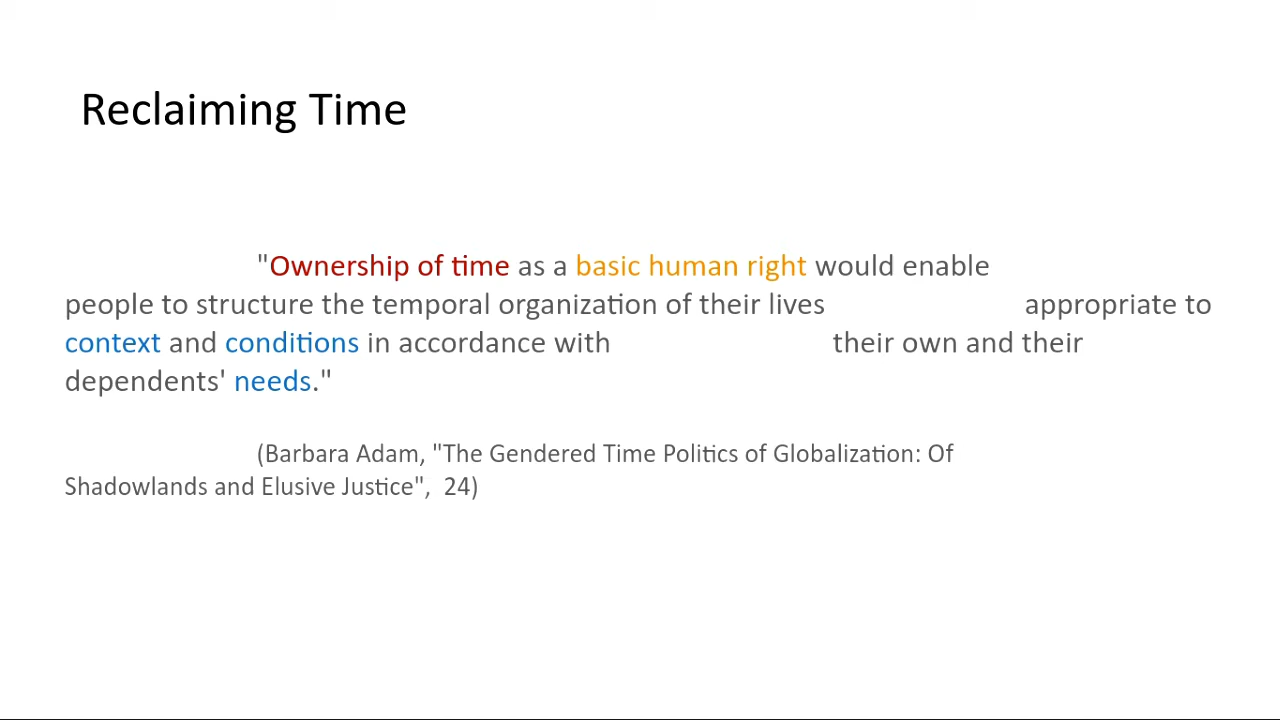 Reclaiming Time
"Ownership of time as a basic human right would enable
people to structure the temporal organization of their lives appropriate to
context and conditions in accordance with their own and their
dependents' needs."
(Barbara Adam, "The Gendered Time Politics of Globalization: Of
Shadowlands and Elusive Justice", 24)